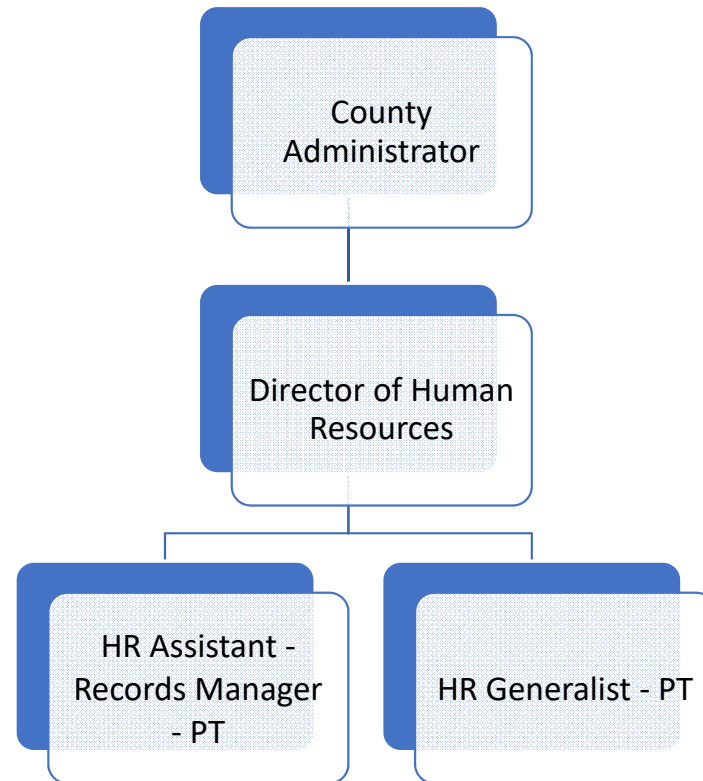 County
Administrator
Director of Human
Resources
HR Assistant -
Records Manager
- PT
HR Generalist - PT